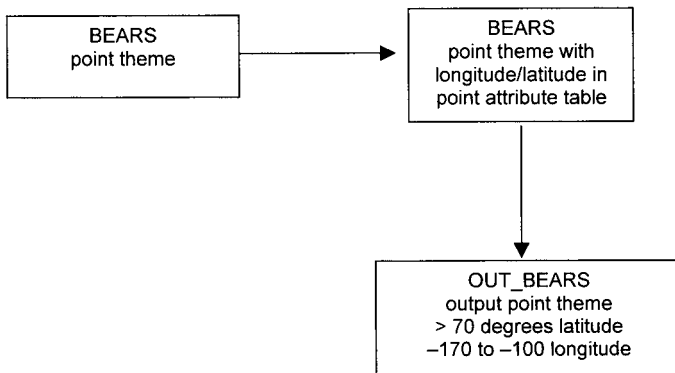 BEARS
point theme
BEARS
point theme with
longitude/latitude in
point attribute table
OUT_BEARS
output point theme
> 70 degrees latitude
–170 to –100 longitude